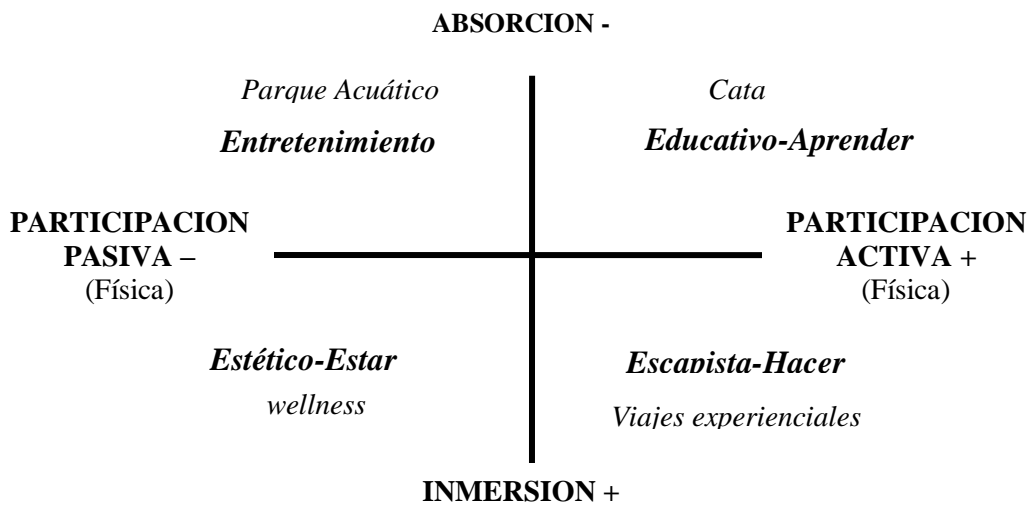 ABSORCION -
Parque Acuático
Cata
Entretenimiento
Educativo-Aprender
PARTICIPACION
PASIVA –
(Física)
PARTICIPACION
ACTIVA +
(Física)
Estético-Estar
wellness
Escapista-Hacer
Viajes experienciales
INMERSION +